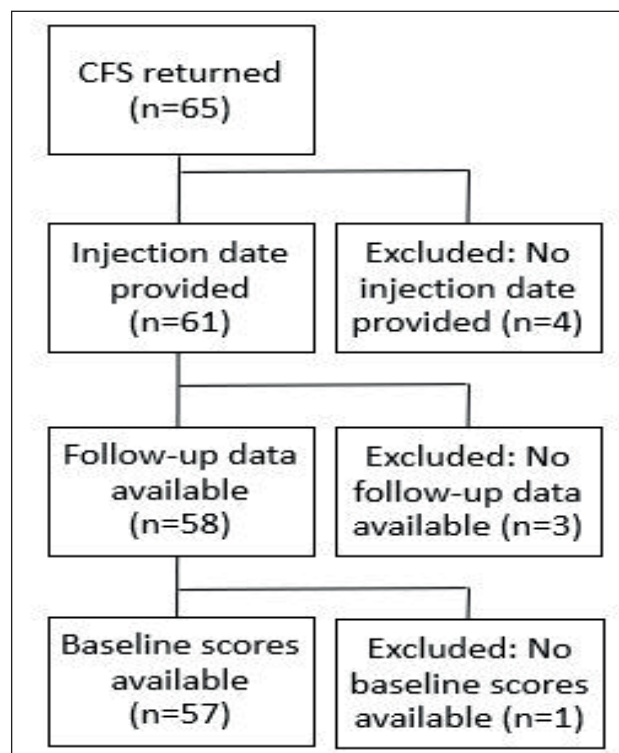 CFS returned
(n=65)
Injection date
provided
(n=61)
Excluded: No
injection date
provided (n=4)
Follow-up data
available
(n=58)
Excluded: No
follow-up data
available (n=3)
Baseline scores
available
(n=57)
Excluded: No
baseline scores
available (n=1)